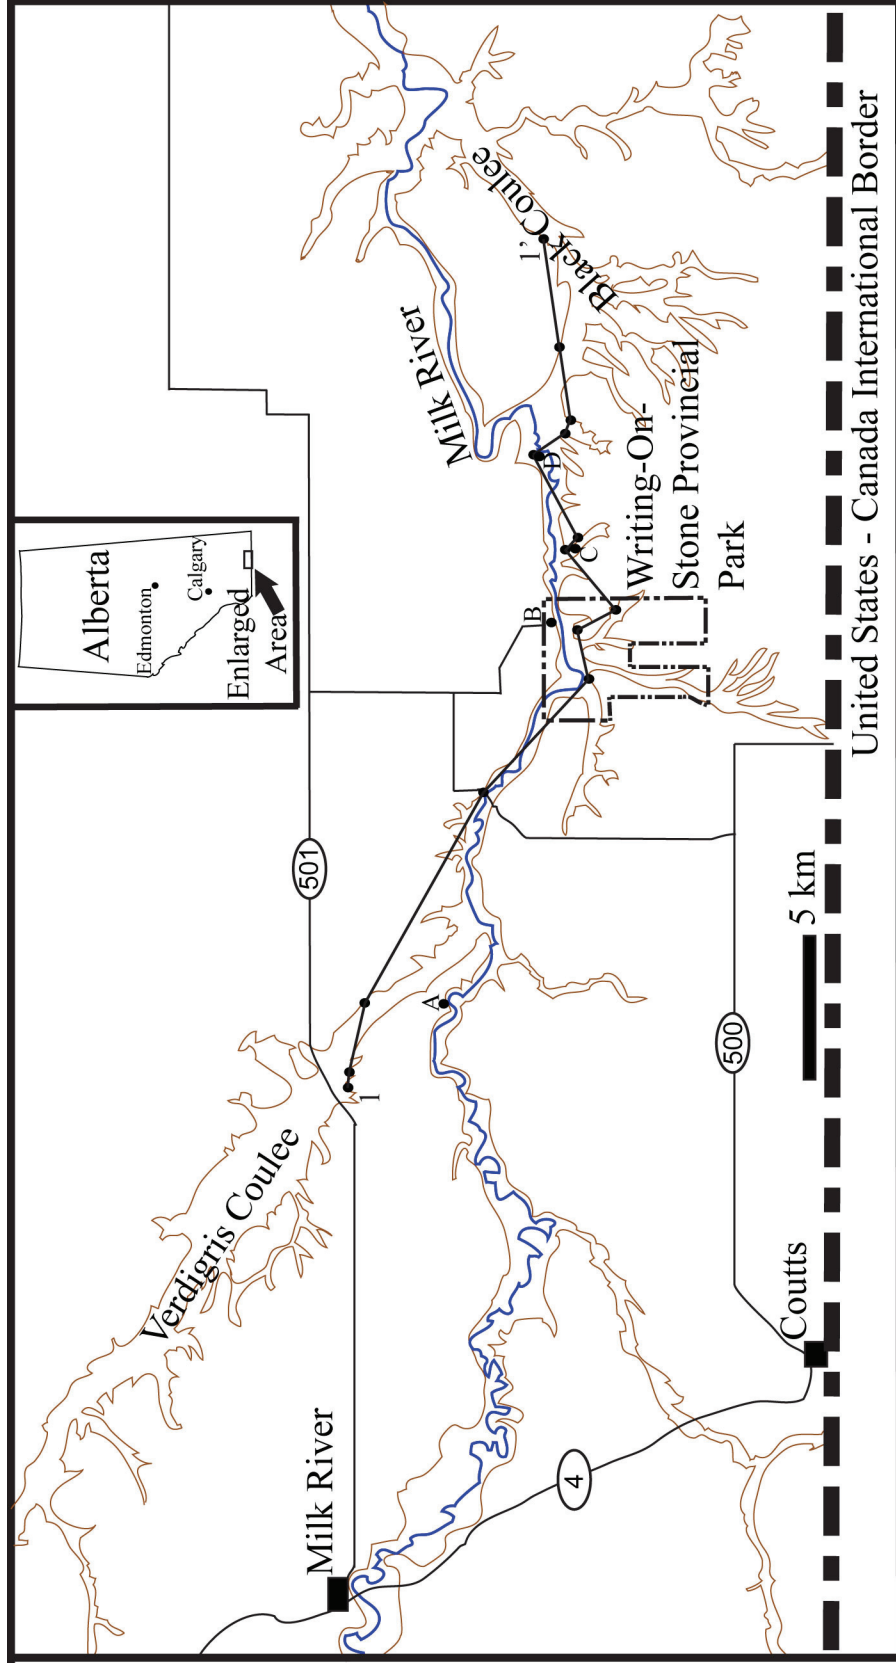 Alberta
Edmonton
Calgary
Enlarged
Area
501
Verdigris Coulee
Milk River
1
A
Milk River
1'
Black Coulee
B
C
D
Writing-On-
Stone Provincial
Park
4
500
5 km
Coutts
United States - Canada International Border